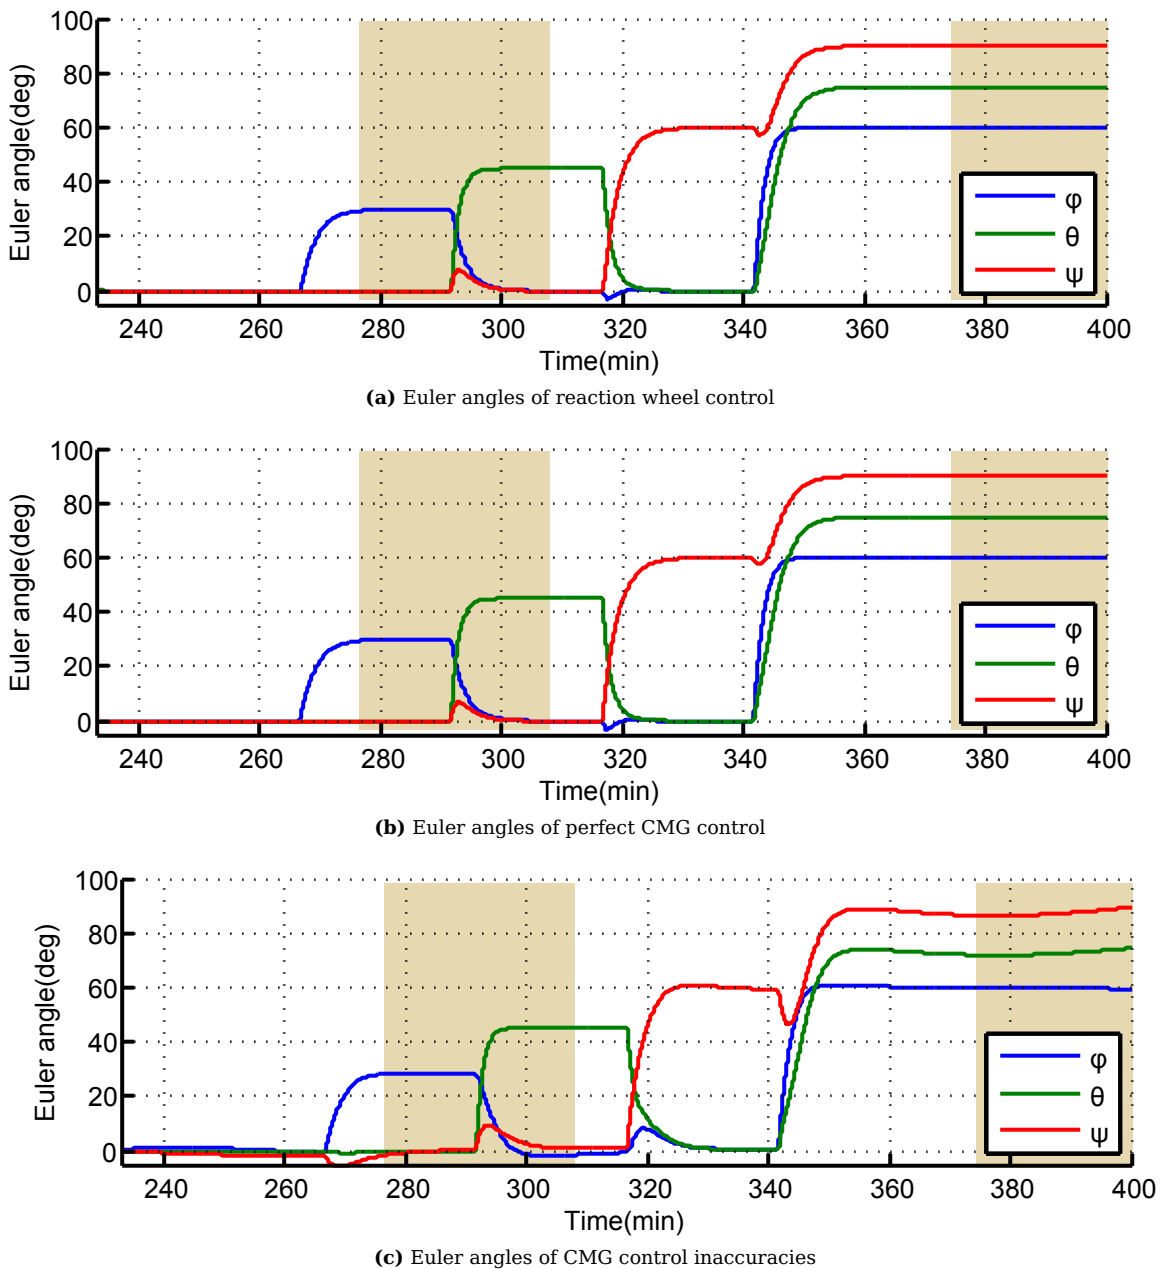 100
80
60
40
20
0
Euler angle(deg)
φ
θ
ψ
240 260 280 300 320 340 360 380 400
Time(min)
(a) Euler angles of reaction wheel control
100
80
60
40
20
0
Euler angle(deg)
φ
θ
ψ
240 260 280 300 320 340 360 380 400
Time(min)
(b) Euler angles of perfect CMG control
100
80
60
40
20
0
Euler angle(deg)
φ
θ
ψ
240 260 280 300 320 340 360 380 400
Time(min)
(c) Euler angles of CMG control inaccuracies